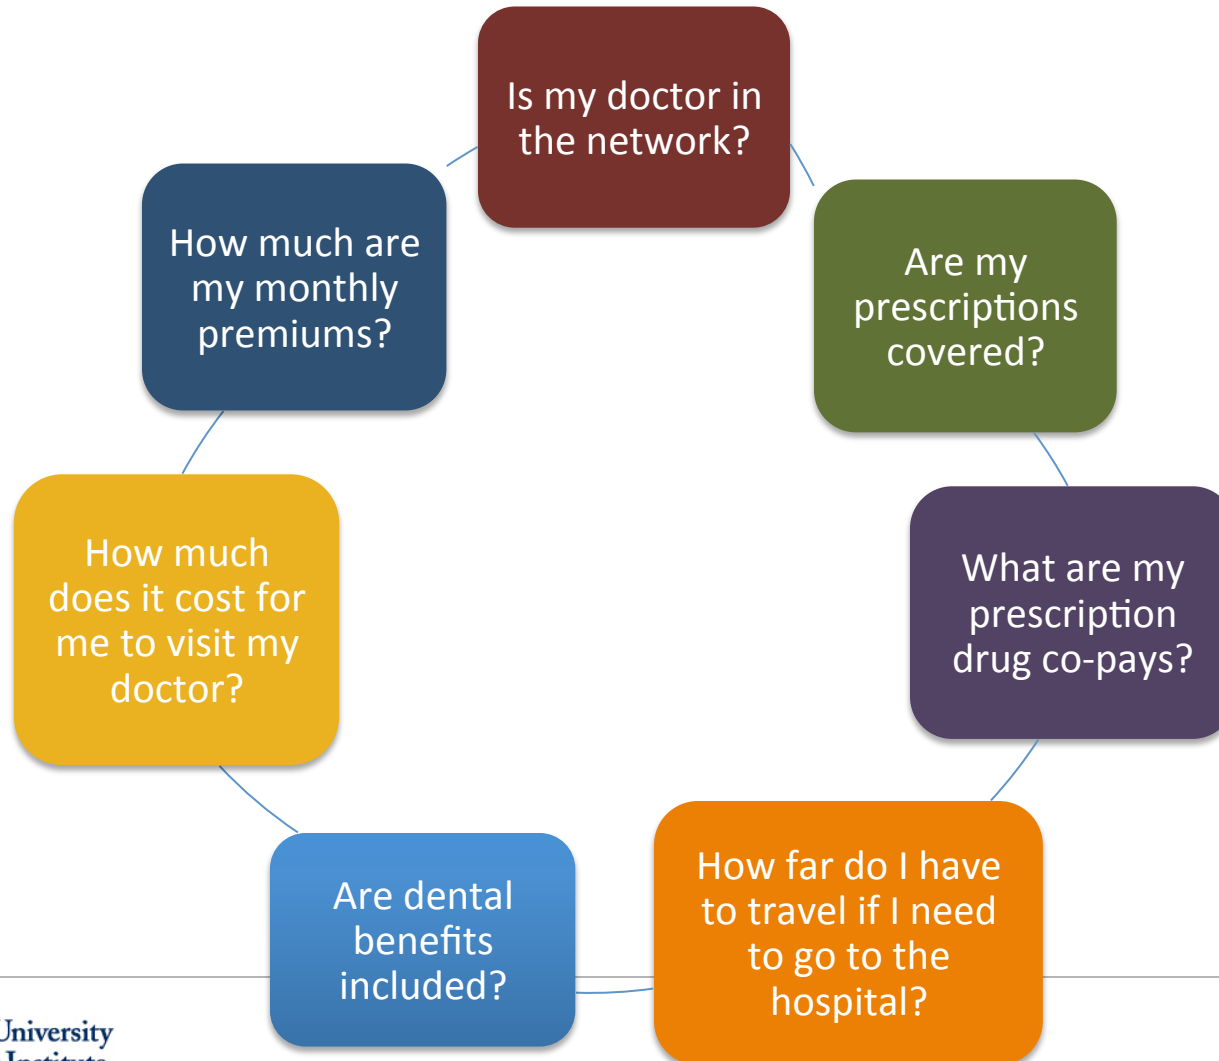 Is my doctor in
the network?
Are my
prescriptions
covered?
What are my
prescription
drug co-pays?
How far do I have
to travel if I need
to go to the
hospital?
Are dental
benefits
included?
How much
does it cost for
me to visit my
doctor?
How much are
my monthly
premiums?
University
Institute